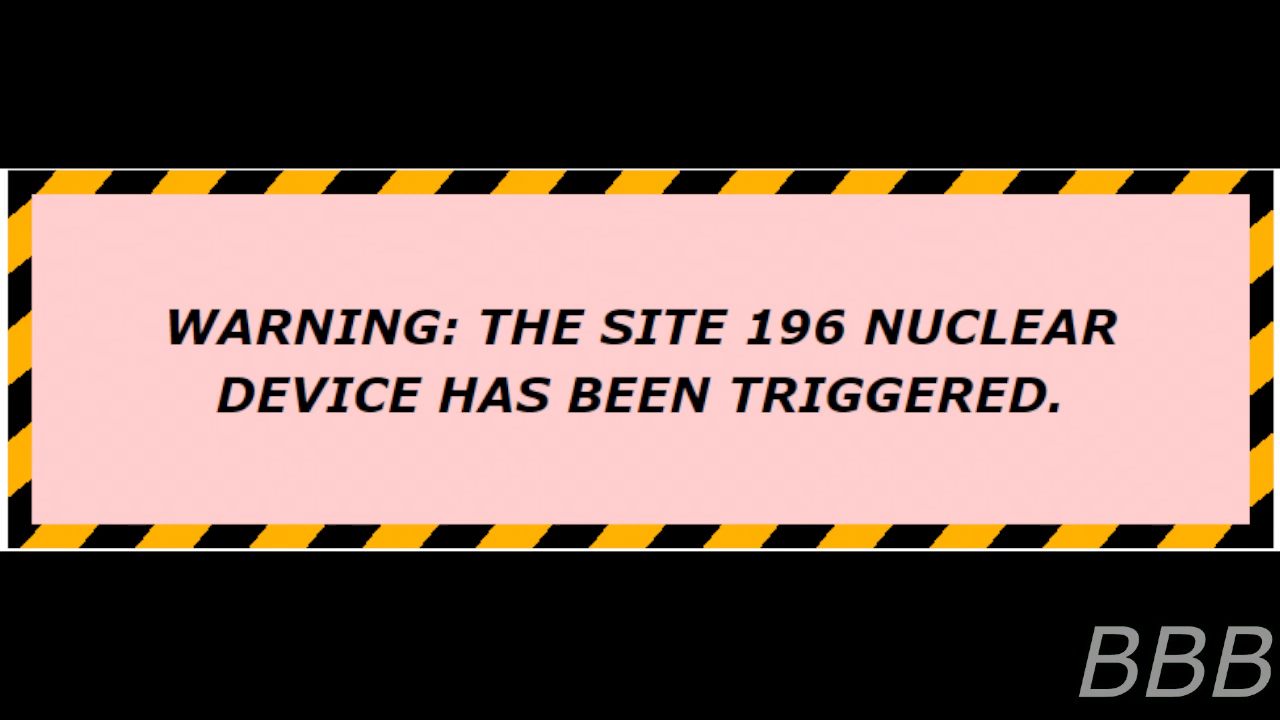 WARNING: THE SITE 196 NUCLEAR
DEVICE HAS BEEN TRIGGERED.
BBB